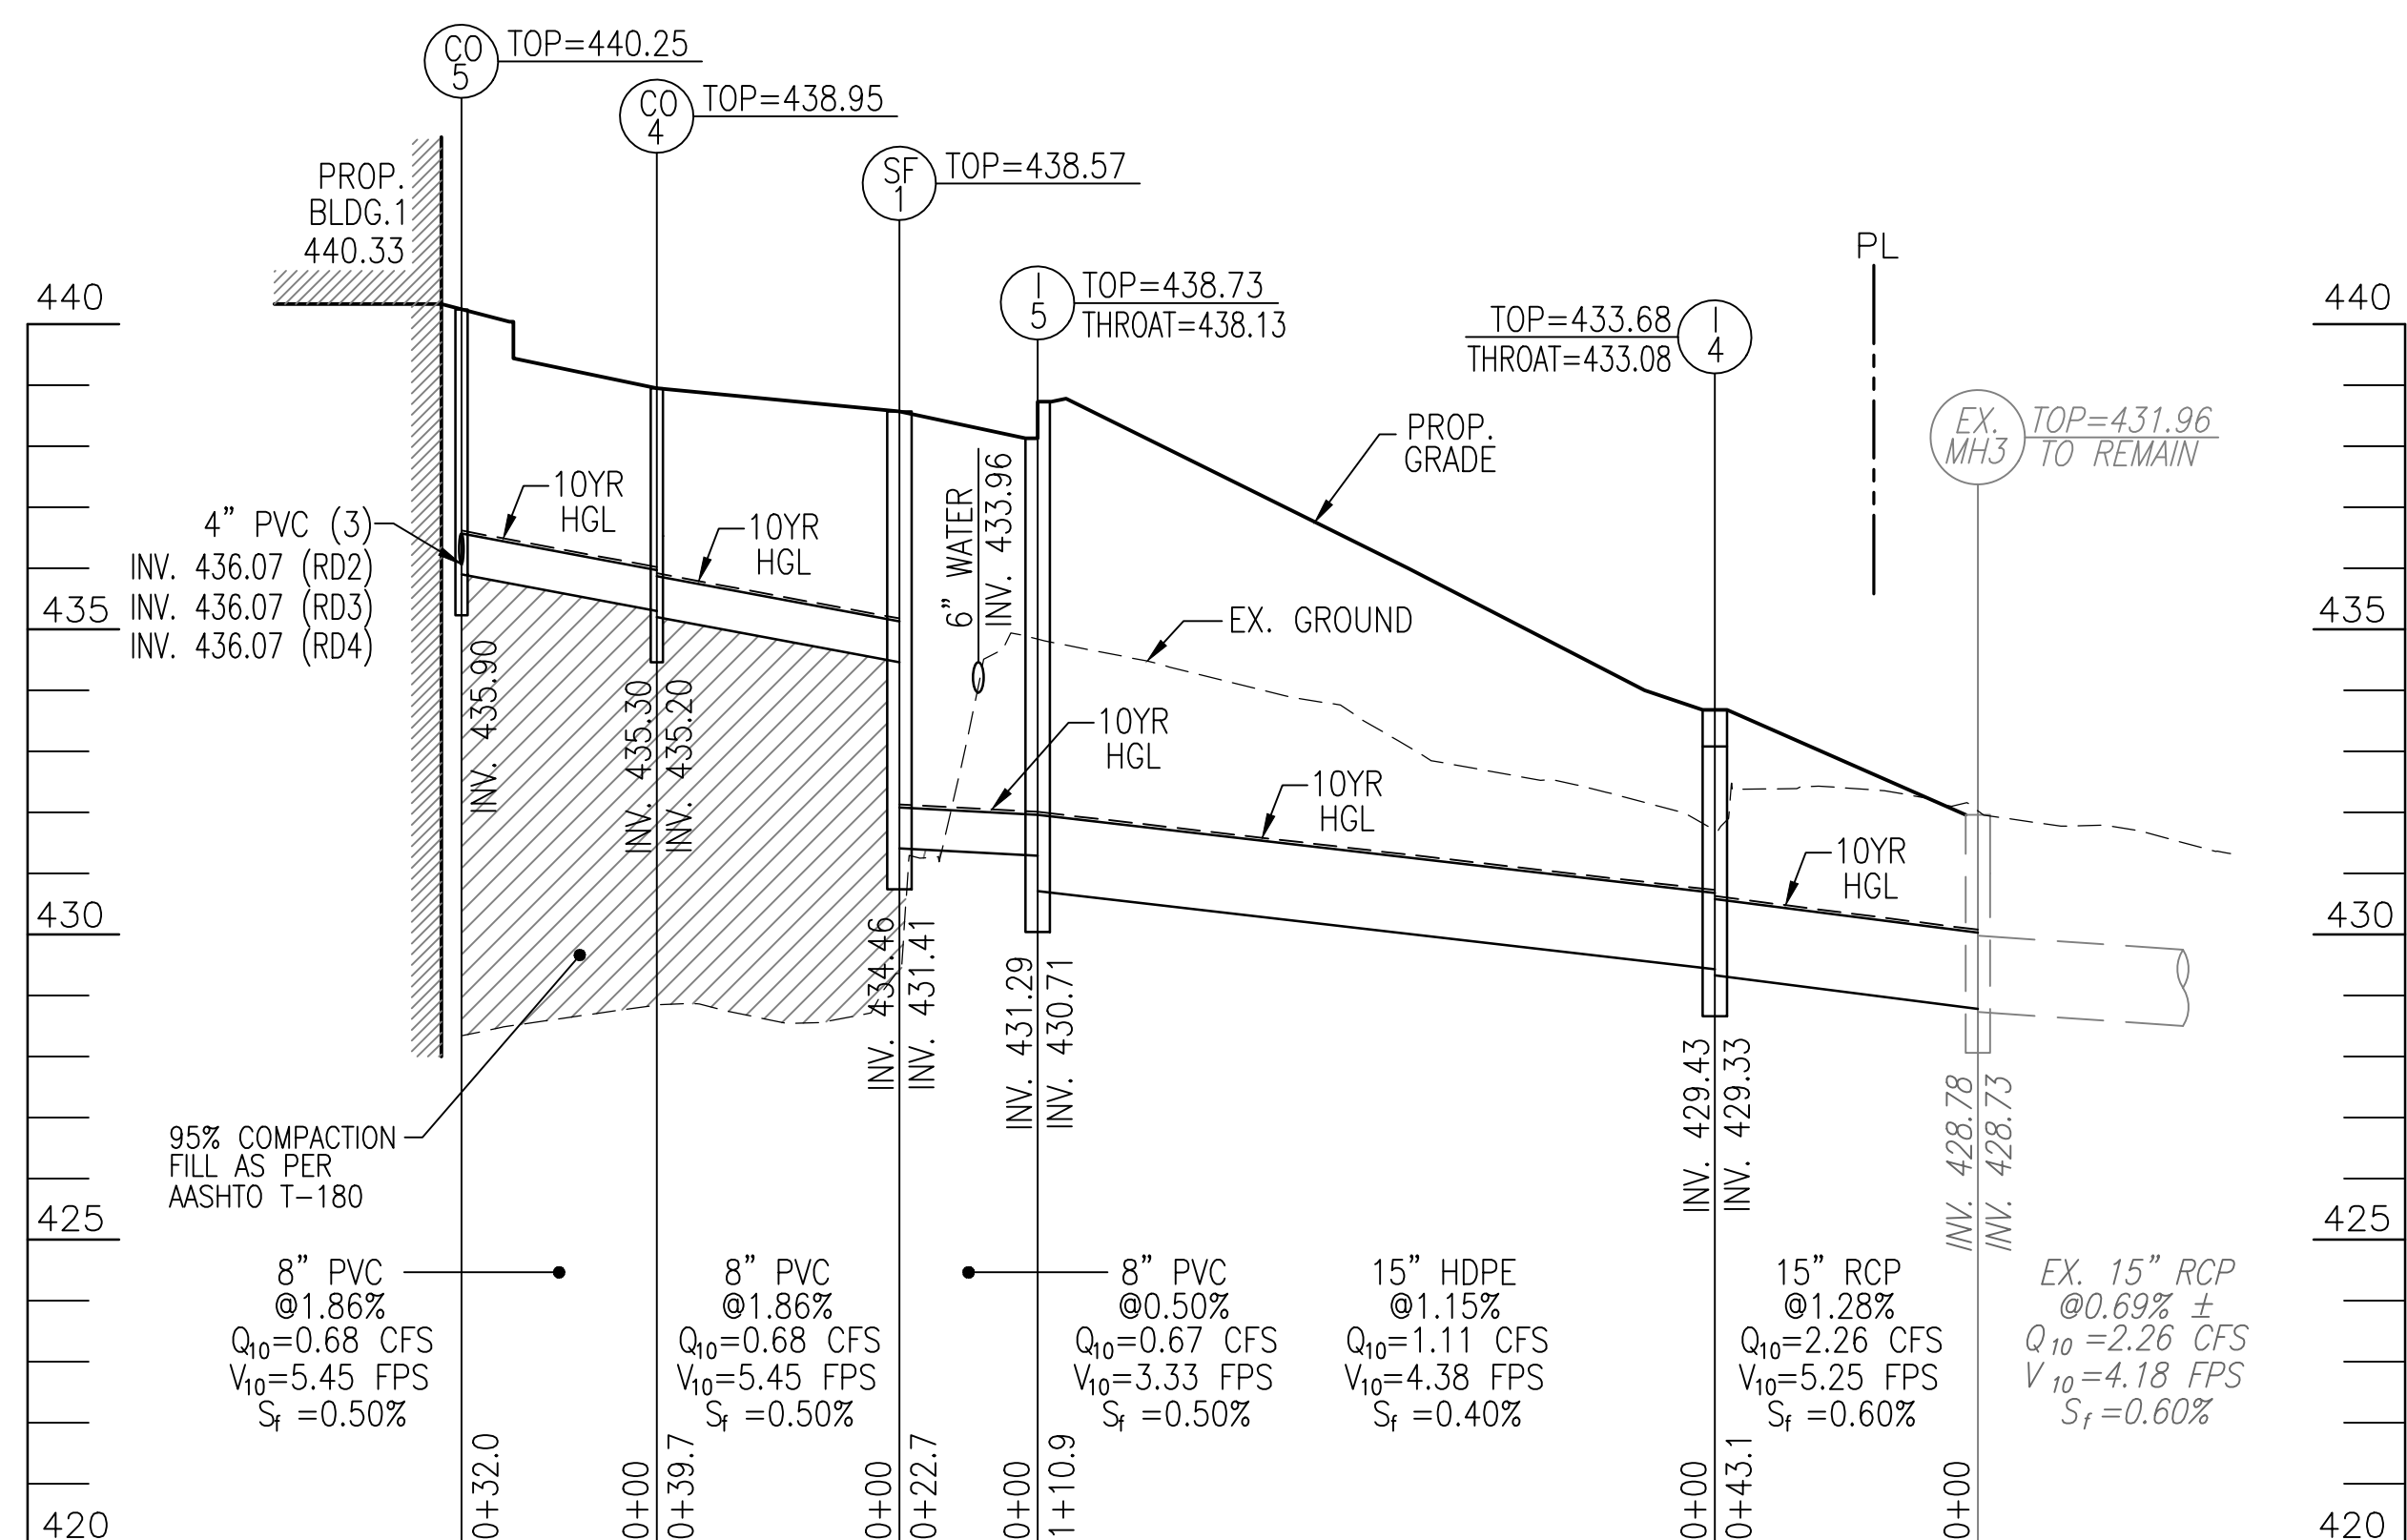 CO
5
TOP=440.25
CO
4
TOP=438.95
SF
1
TOP=438.57
PROP.
BLDG.1
440.33
I
5
TOP=438.73
THROAT=438.13
TOP=433.68
THROAT=433.08
I
4
PL
EX.
MH3
TOP=431.96
TO REMAIN
440
435
430
425
420
440
435
430
425
420
PROP.
GRADE
10YR
HGL
10YR
HGL
4” PVC (3)
INV. 436.07 (RD2)
INV. 436.07 (RD3)
INV. 436.07 (RD4)
6” WATER
INV. 433.96
EX. GROUND
10YR
HGL
10YR
HGL
10YR
HGL
INV. 435.90
INV. 435.30
INV. 435.20
INV. 434.46
INV. 431.41
INV. 431.29
INV. 430.71
INV. 429.43
INV. 429.33
INV. 428.78
INV. 428.73
95% COMPACTION
FILL AS PER
AASHTO T-180
8” PVC
@1.86%
Q10=0.68 CFS
V10=5.45 FPS
Sf =0.50%
8” PVC
@1.86%
Q10=0.68 CFS
V10=5.45 FPS
Sf =0.50%
8” PVC
@0.50%
Q10=0.67 CFS
V10=3.33 FPS
Sf =0.50%
15” HDPE
@1.15%
Q10=1.11 CFS
V10=4.38 FPS
Sf =0.40%
15” RCP
@1.28%
Q10=2.26 CFS
V10=5.25 FPS
Sf =0.60%
EX. 15” RCP
@0.69% ±
Q10 =2.26 CFS
V10 =4.18 FPS
Sf =0.60%
0+32.0
0+00
0+39.7
0+00
0+22.7
0+00
1+10.9
0+00
0+43.1
0+00